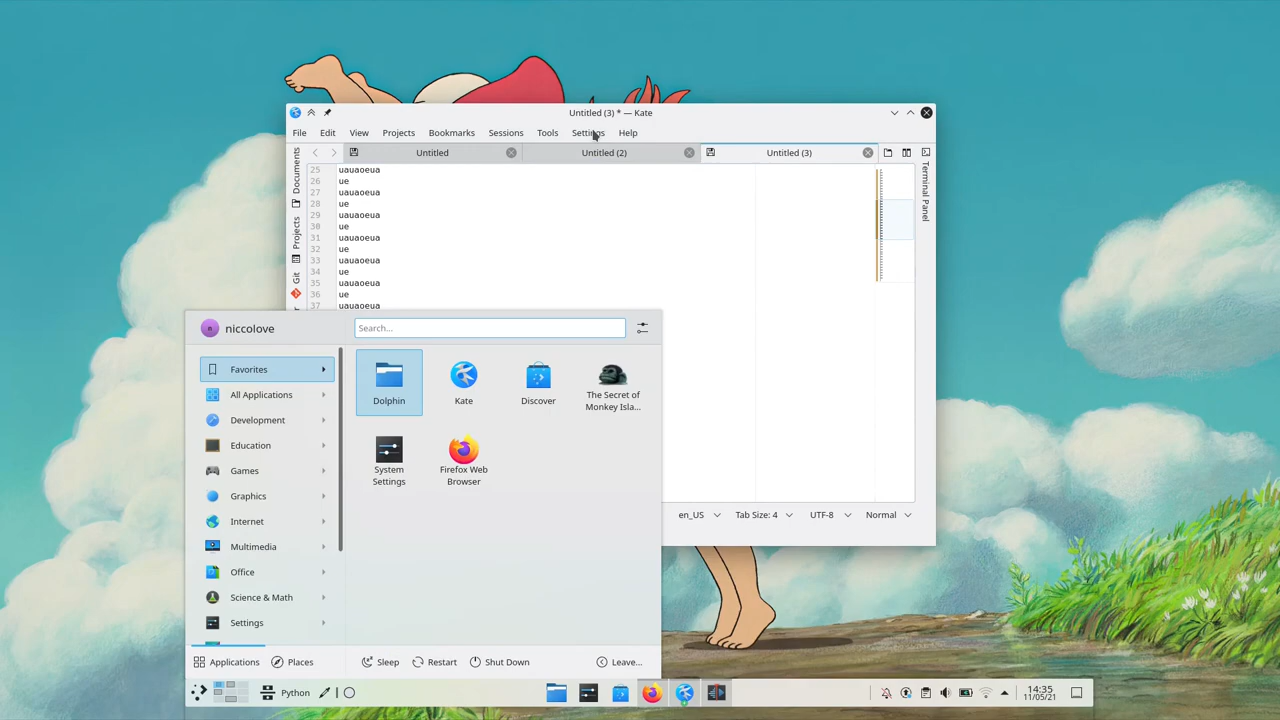 Untitled (3) * — Kate
File Edit View Projects Bookmarks Sessions Tools Settings Help
Untitled
Untitled (2)
Untitled (3)
Documents
Projects
Git
Terminal Panel
25 uauaoeua
26 ue
27 uauaoeua
28 ue
29 uauaoeua
30 ue
31 uauaoeua
32 ue
33 uauaoeua
34 ue
35 uauaoeua
36 ue
37 uauaoeua
en_US Tab Size: 4 UTF-8 Normal
n niccolove
Search...
Favorites
All Applications
Development
Education
Games
Graphics
Internet
Multimedia
Office
Science & Math
Settings
Dolphin
Kate
Discover
The Secret of
Monkey Isla...
System
Settings
Firefox Web
Browser
Applications Places Sleep Restart Shut Down Leave...
Python
14:35
11/05/21